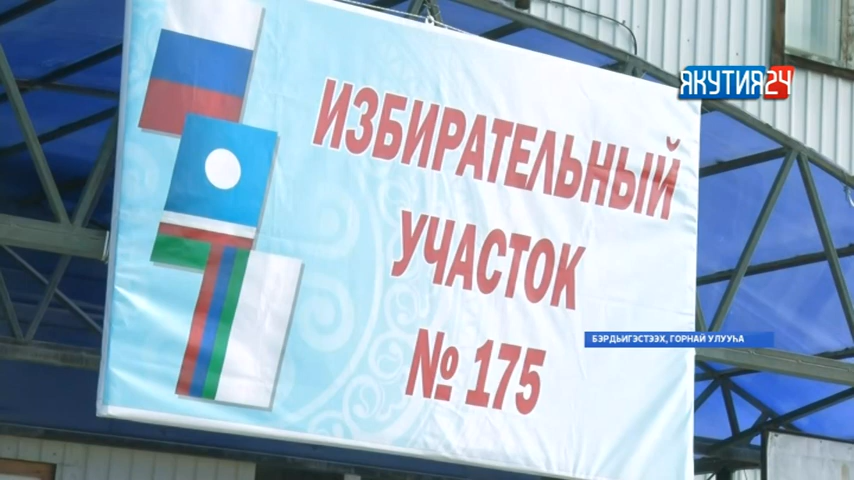 ЯКУТИЯ24
ИЗБИРАТЕЛЬНЫЙ
УЧАСТОК
№ 175
БЭРДЬИГЭСТЭЭХ, ГОРНАЙ УЛУУҺА